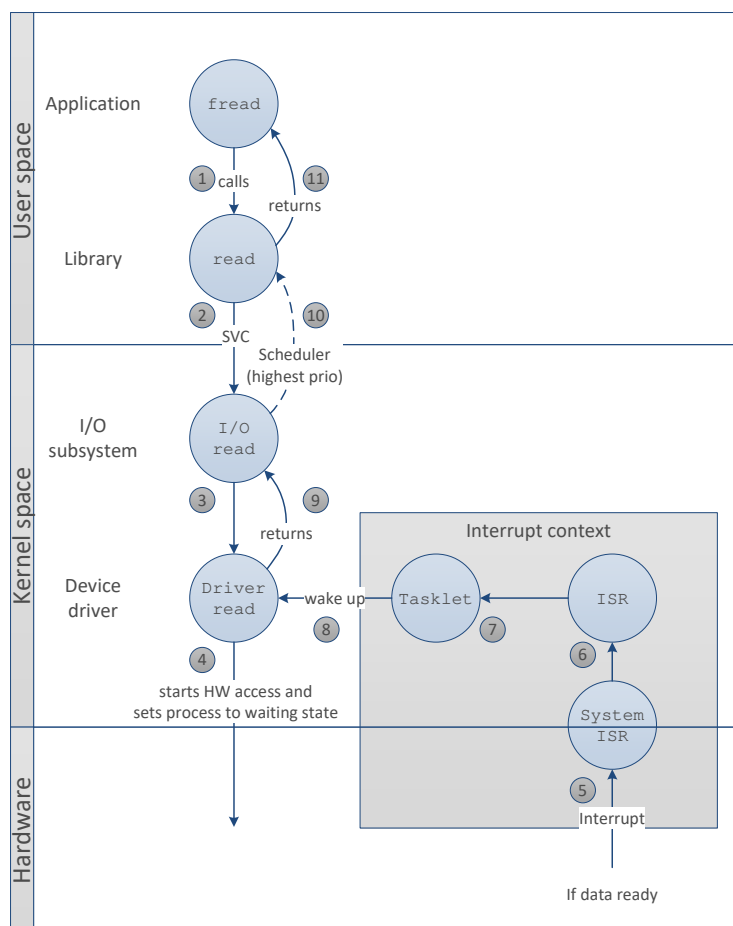 User space
Application
fread
1
calls
11
returns
Library
read
2
10
SVC
Scheduler
(highest prio)
Kernel space
I/O
subsystem
I/O
read
3
9
returns
Interrupt context
Device
driver
Driver
read
wake up
8
Tasklet
7
ISR
4
6
starts HW access and
sets process to waiting state
System
ISR
Hardware
5
Interrupt
If data ready